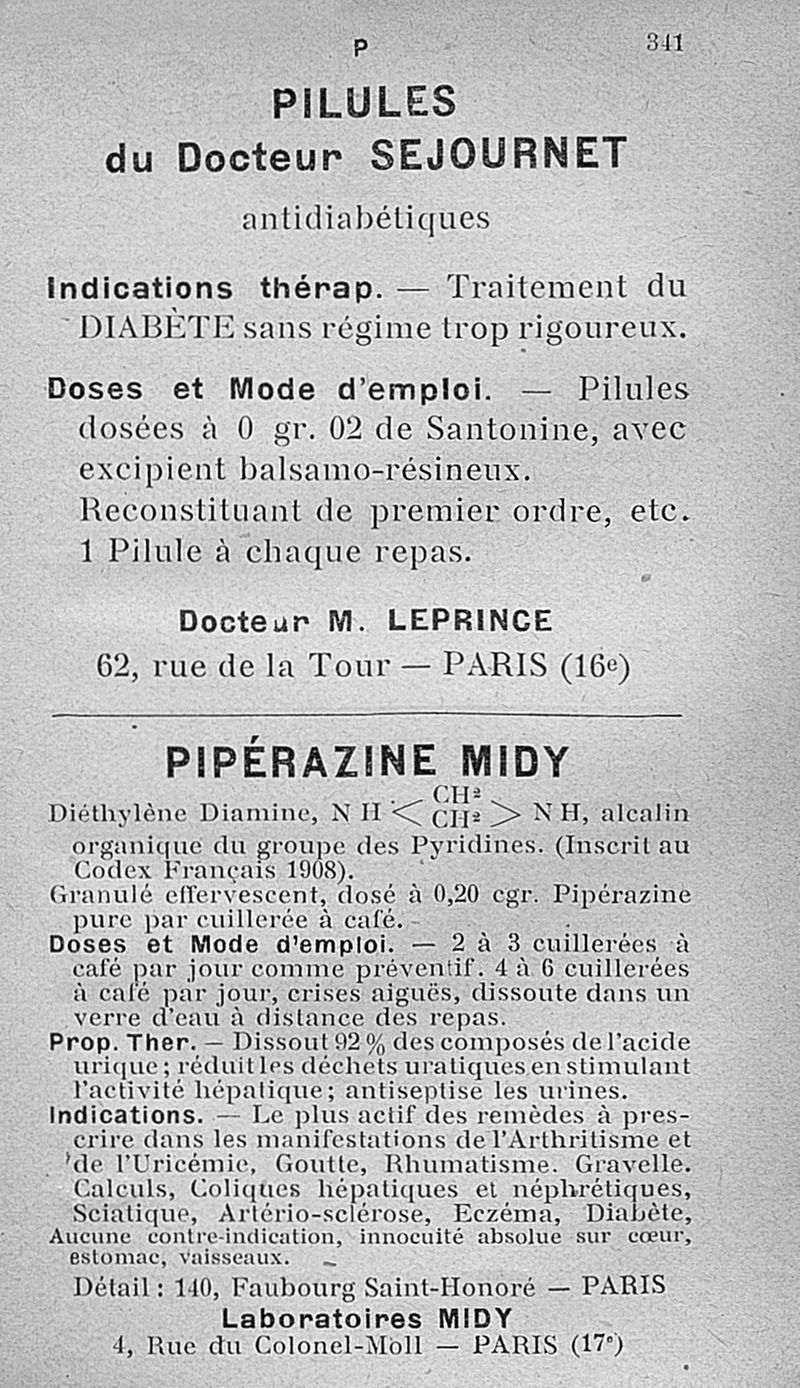 P
341
PILULES
du Docteur SEJOURNET
antidiabétiques
Indications thérap. — Traitement du
DIABÈTE sans régime trop rigoureux.
Doses et Mode d'emploi. — Pilules
dosées à 0 gr. 02 de Santonine, avec
excipient balsamo-résineux.
Reconstituant de premier ordre, etc.
1 Pilule à chaque repas.
Docteur M. LEPRINCE
62, rue de la Tour — PARIS (16e)
PIPÉRAZINE MIDY
Diéthylène Diamine, N H < CH² CH² > N H, alcalin
organique du groupe des Pyridines. (Inscrit au
Codex Français 1908).
Granulé effervescent, dosé à 0,20 cgr. Pipérazine
pure par cuillerée à café.
Doses et Mode d'emploi. — 2 à 3 cuillerées à
café par jour comme préventif. 4 à 6 cuillerées
à café par jour, crises aiguës, dissoute dans un
verre d'eau à distance des repas.
Prop. Ther. — Dissout 92 % des composés de l'acide
urique ; réduit les déchets uratiques en stimulant
l'activité hépatique; antiseptise les urines.
Indications. — Le plus actif des remèdes à pres-
crire dans les manifestations de l'Arthritisme et
de l'Uricémie, Goutte, Rhumatisme. Gravelle.
Calculs, Coliques hépatiques et néphrétiques,
Sciatique, Artério-sclérose, Eczéma, Diabète,
Aucune contre-indication, innocuité absolue sur cœur,
estomac, vaisseaux.
Détail : 140, Faubourg Saint-Honoré — PARIS
Laboratoires MIDY
4, Rue du Colonel-Moll — PARIS (17e)